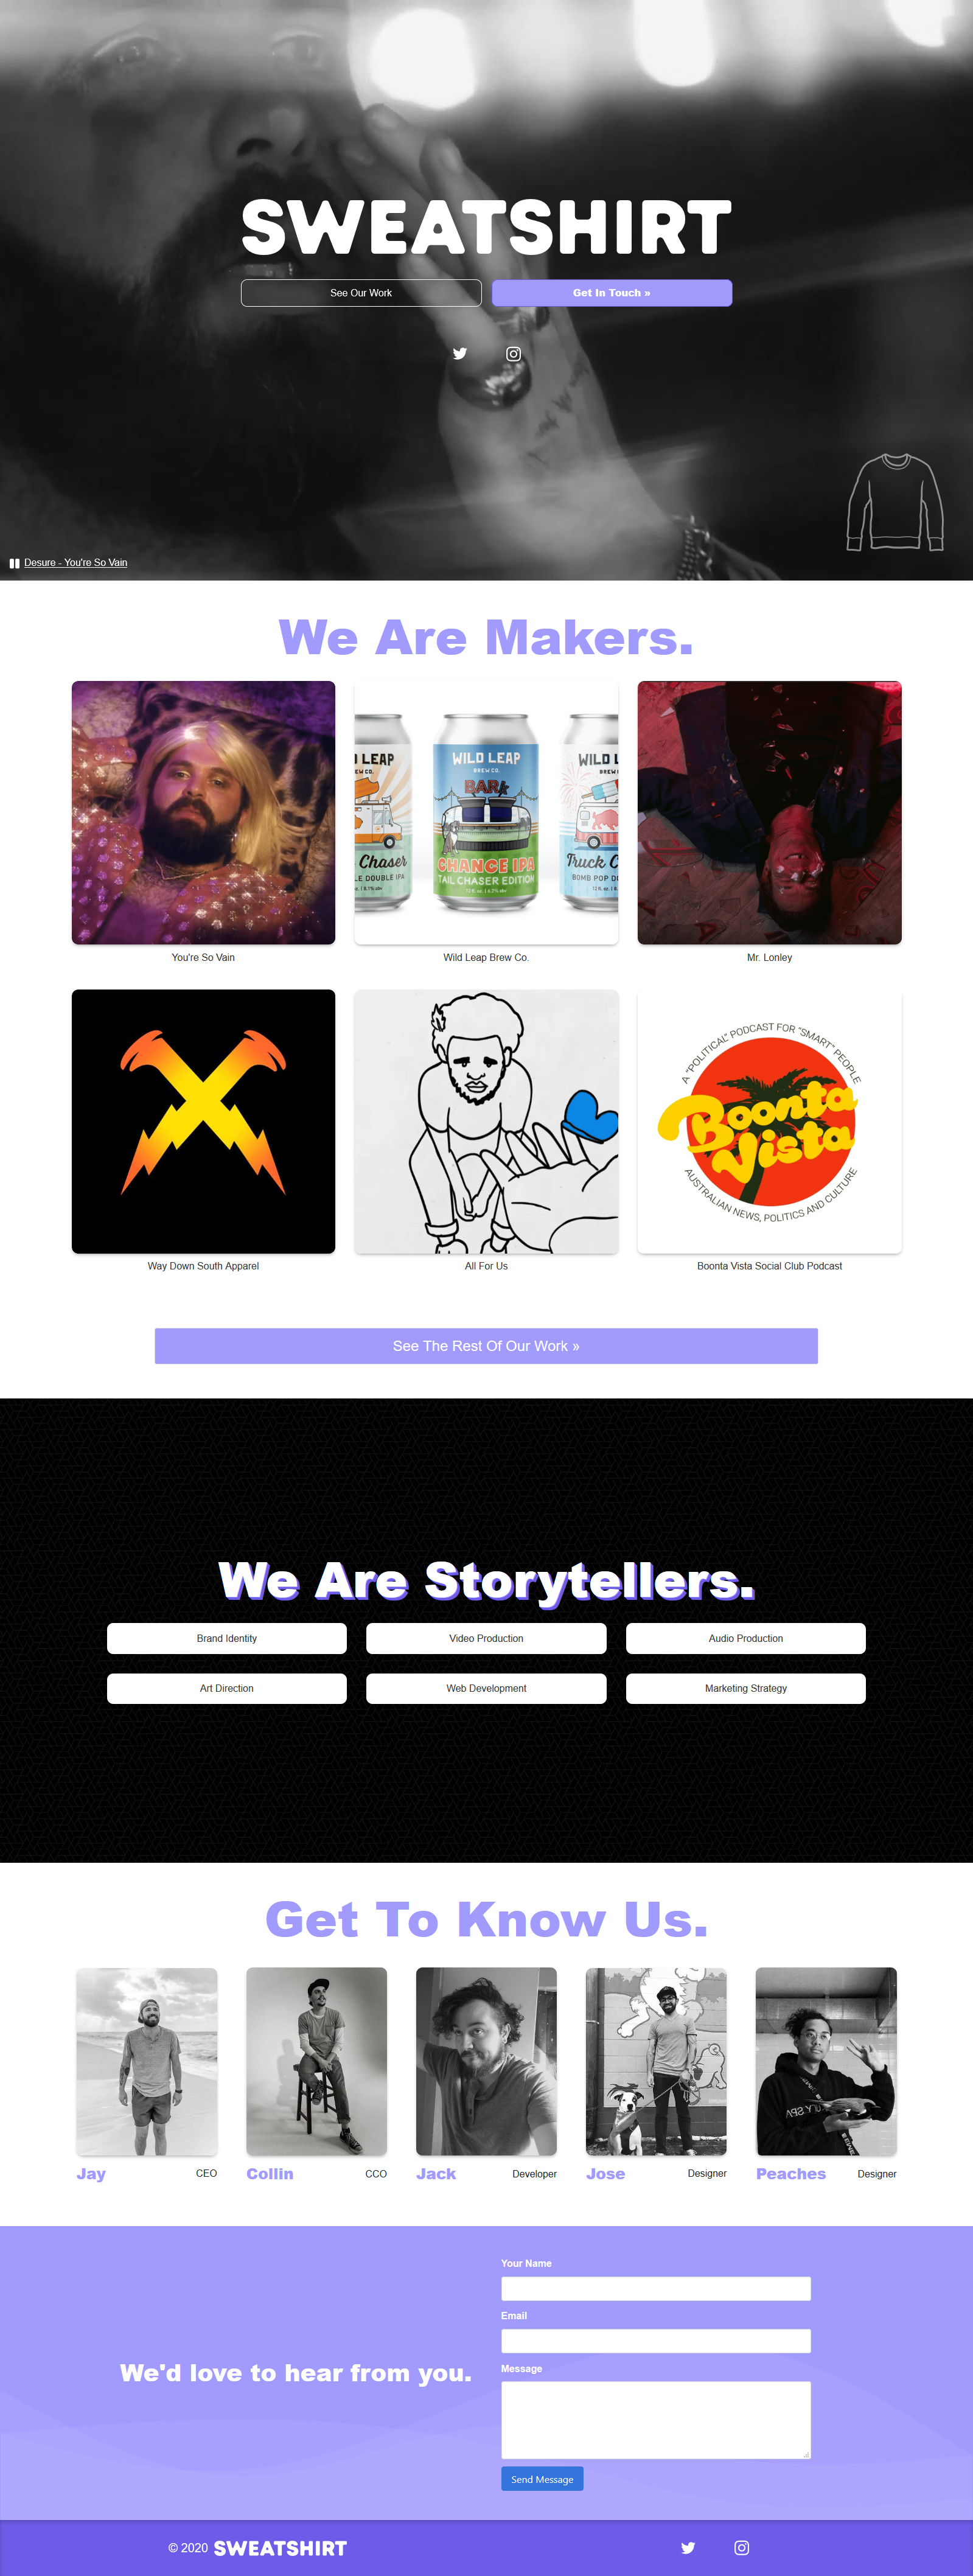 SWEATSHIRT
See Our Work
Get In Touch »
Desure - You're So Vain
We Are Makers.
WILD LEAP
BREW CO.
BARk
CHANCE IPA
TAIL CHASER EDITION
Chaser
Truck C
You're So Vain
Wild Leap Brew Co.
Mr. Lonley
A "POLITICAL" PODCAST FOR "SMART" PEOPLE
Boonta
Vista
AUSTRALIAN NEWS, POLITICS AND CULTURE
Way Down South Apparel
All For Us
Boonta Vista Social Club Podcast
See The Rest Of Our Work »
We Are Storytellers.
Brand Identity
Video Production
Audio Production
Art Direction
Web Development
Marketing Strategy
Get To Know Us.
Jay
CEO
Collin
CCO
Jack
Developer
Jose
Designer
Peaches
Designer
We'd love to hear from you.
Your Name
Email
Message
Send Message
© 2020 SWEATSHIRT